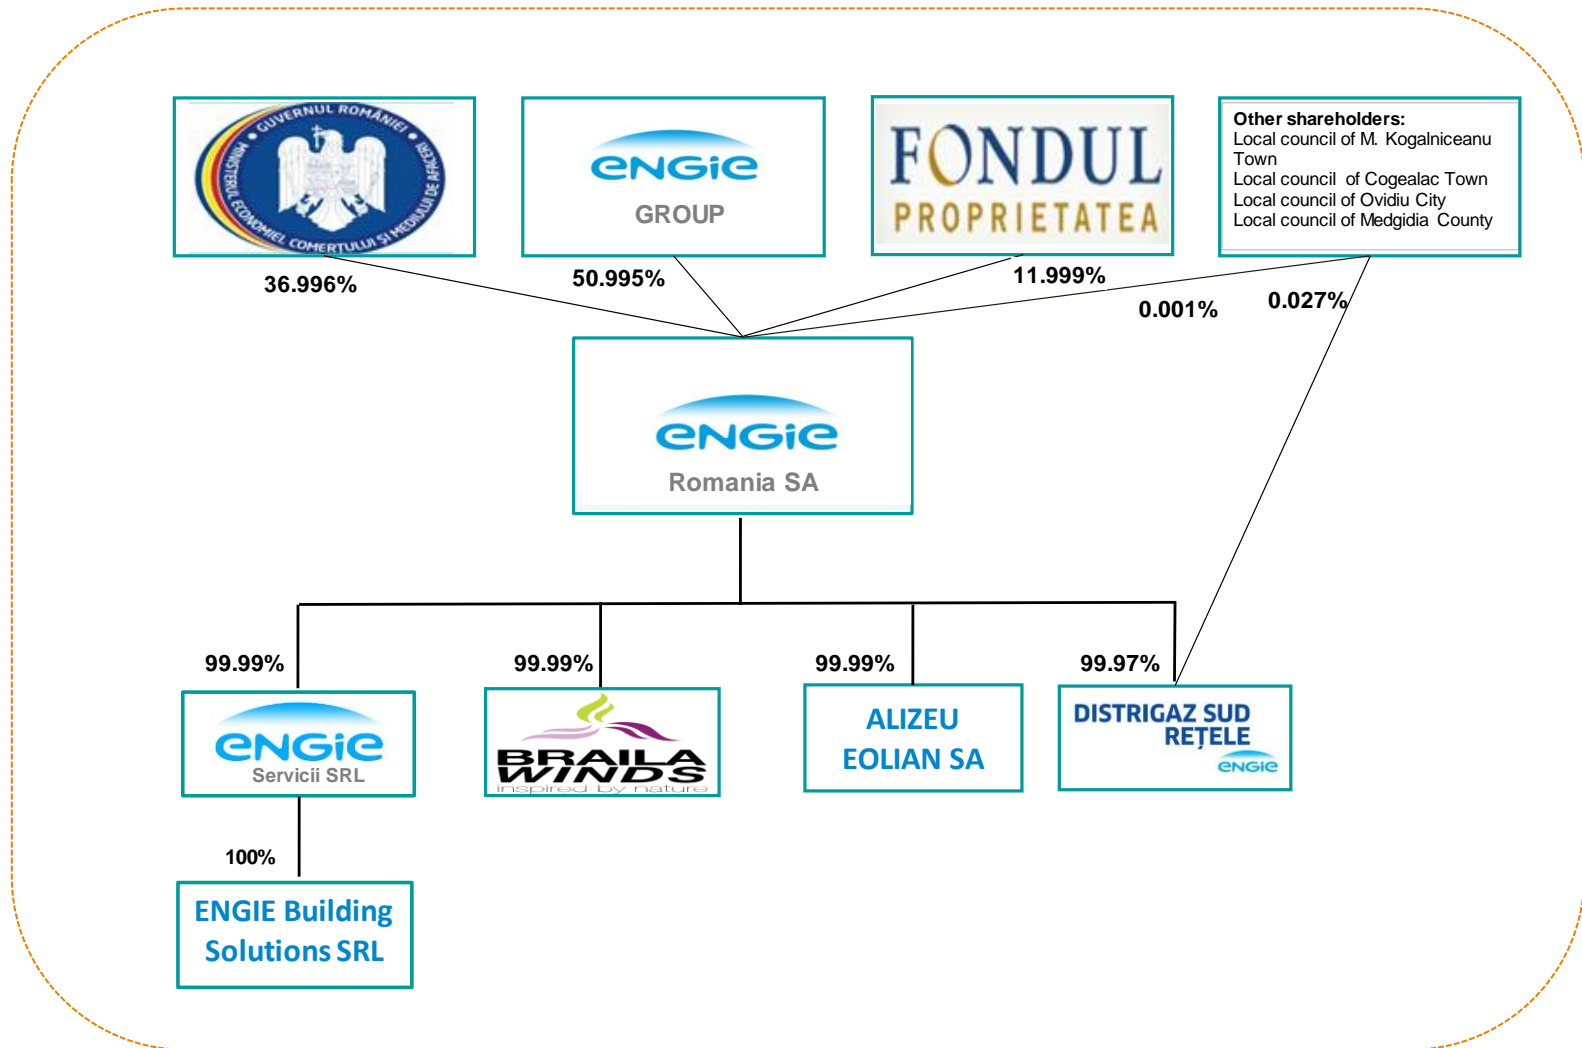 GUVERNUL ROMÂNIEI
MINISTERUL ECONOMIEI COMERTULUI ȘI MEDIULUI DE AFACERI
ENGIE
GROUP
FONDUL
PROPRIETATEA
Other shareholders:
Local council of M. Kogalniceanu
Town
Local council of Cogealac Town
Local council of Ovidiu City
Local council of Medgidia County
36.996%
50.995%
11.999%
0.001%
0.027%
ENGIE
Romania SA
99.99%
99.99%
99.99%
99.97%
ENGIE
Servicii SRL
BRAILA
WINDS
inspired by nature
ALIZEU
EOLIAN SA
DISTRIGAZ SUD
REȚELE
ENGIE
100%
ENGIE Building
Solutions SRL